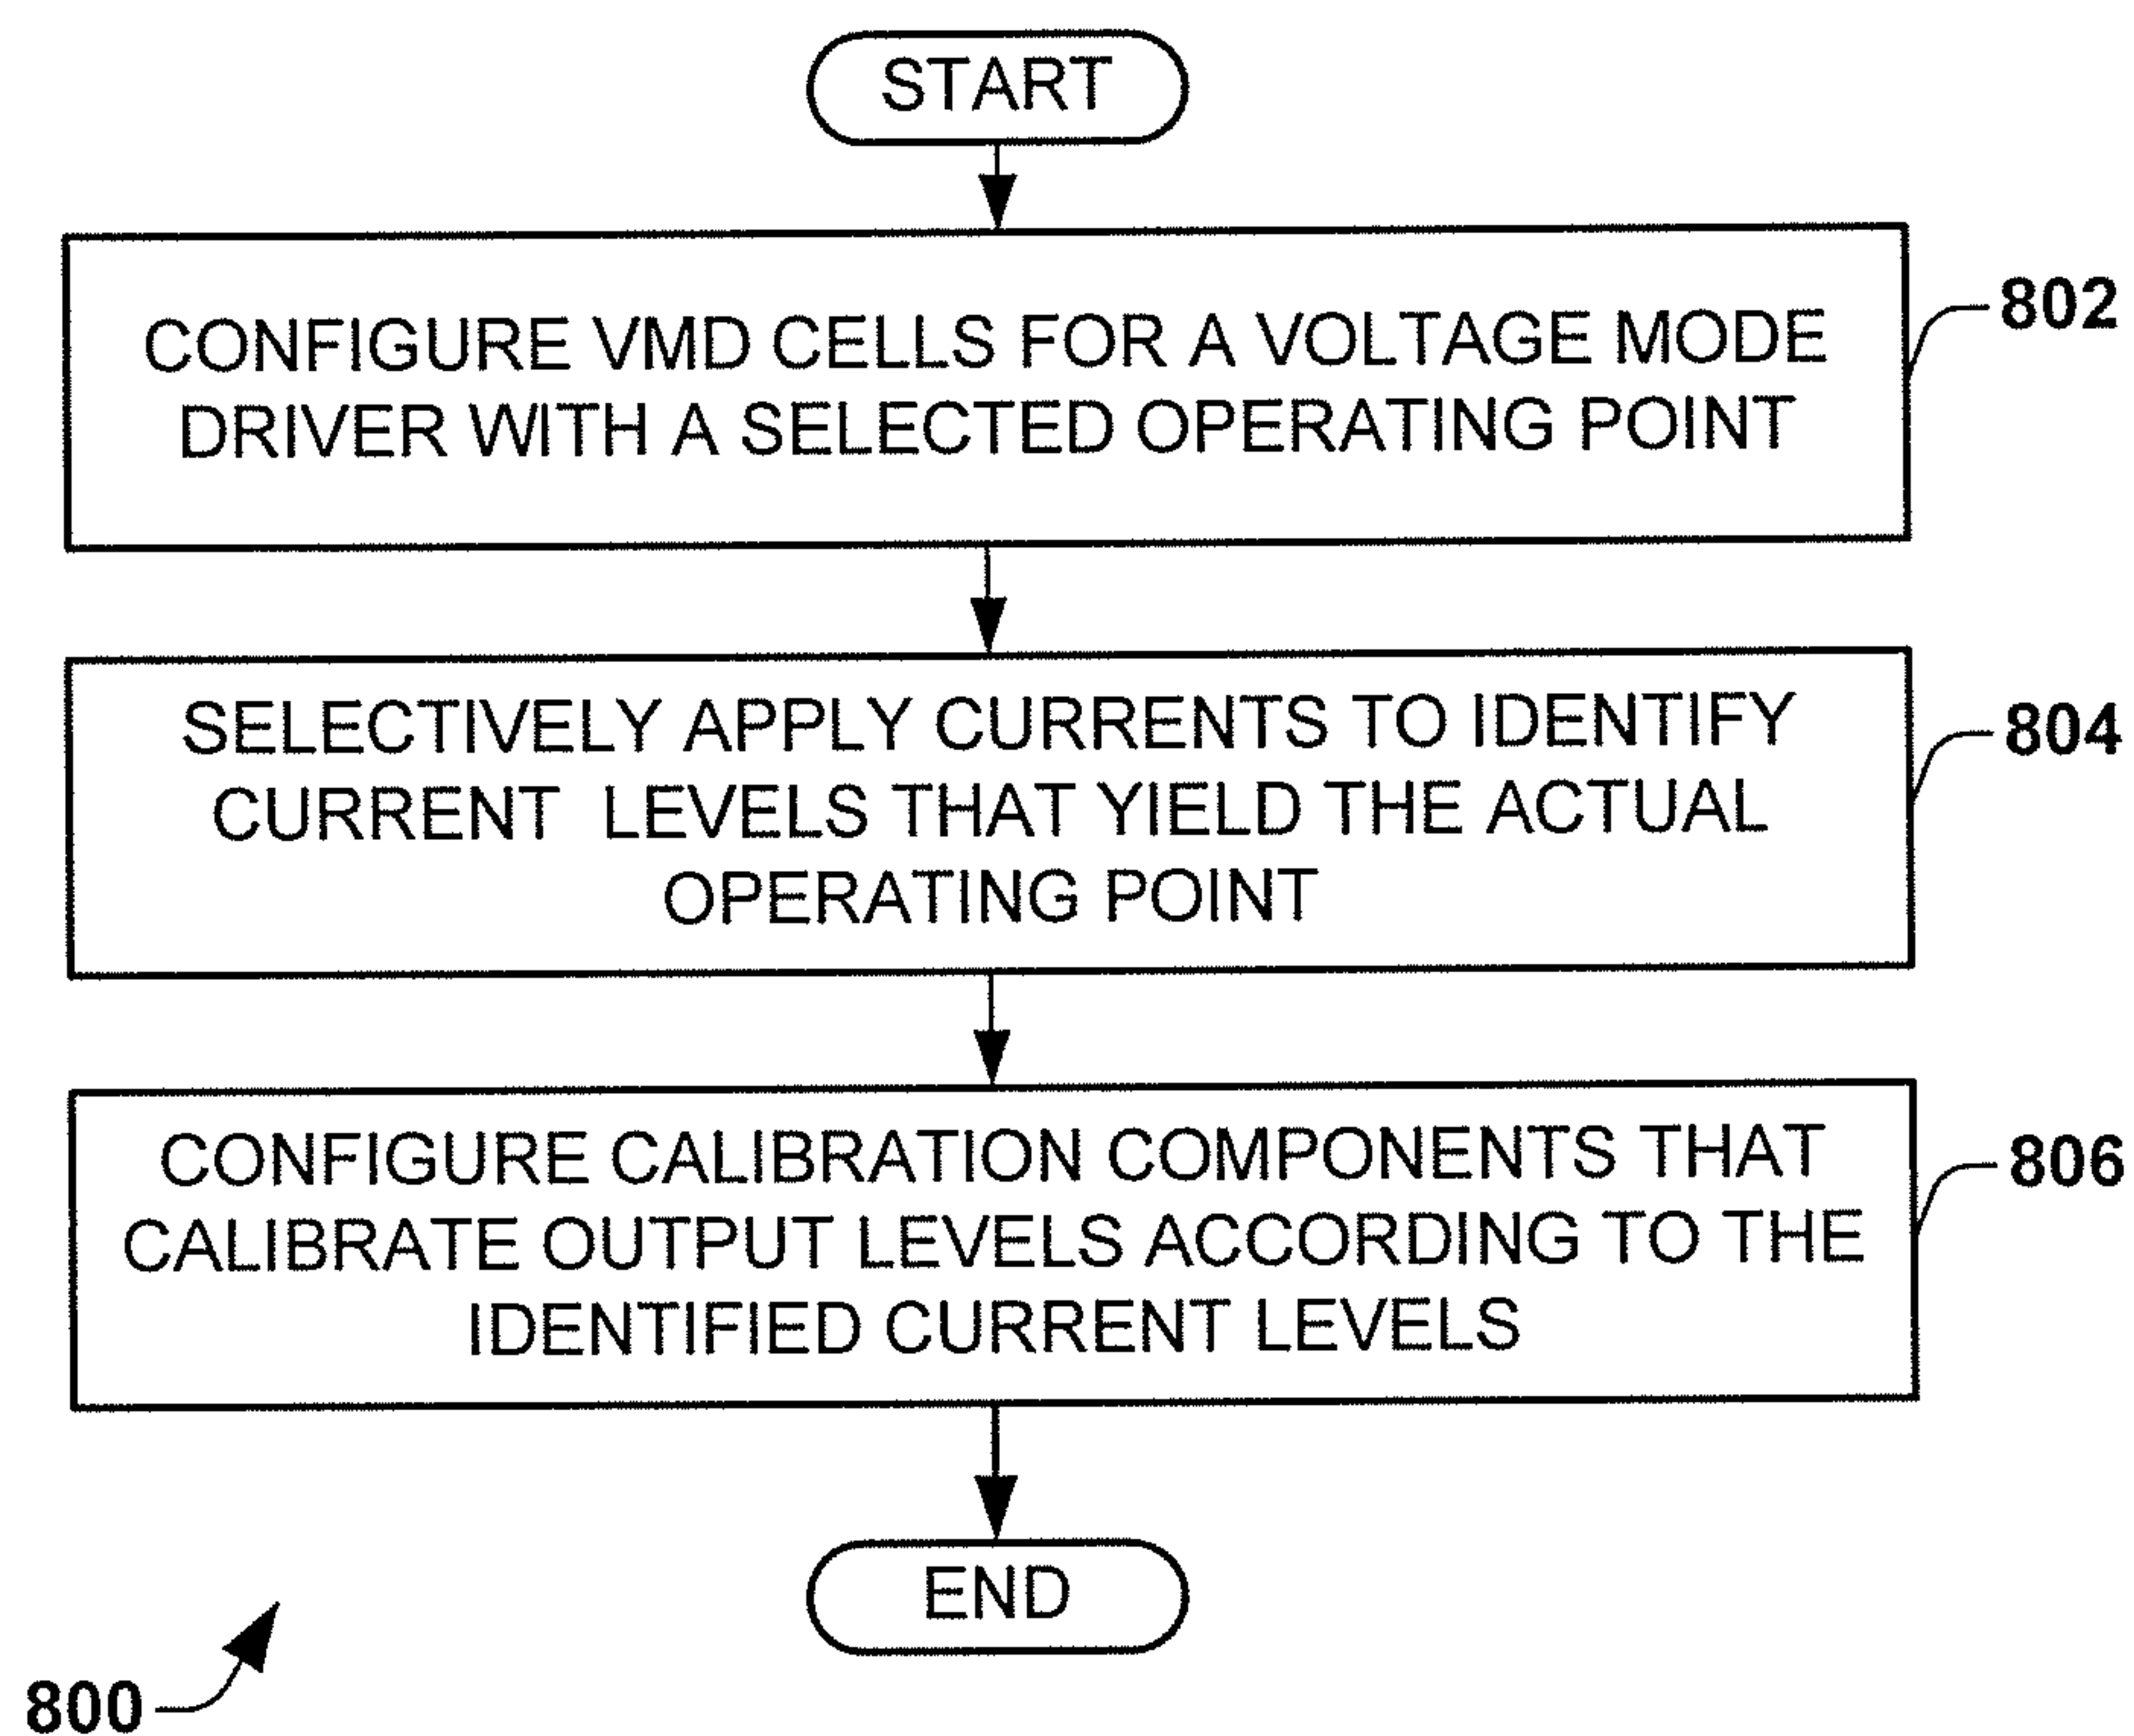 START
CONFIGURE VMD CELLS FOR A VOLTAGE MODE
DRIVER WITH A SELECTED OPERATING POINT
802
SELECTIVELY APPLY CURRENTS TO IDENTIFY
CURRENT LEVELS THAT YIELD THE ACTUAL
OPERATING POINT
804
CONFIGURE CALIBRATION COMPONENTS THAT
CALIBRATE OUTPUT LEVELS ACCORDING TO THE
IDENTIFIED CURRENT LEVELS
806
END
800